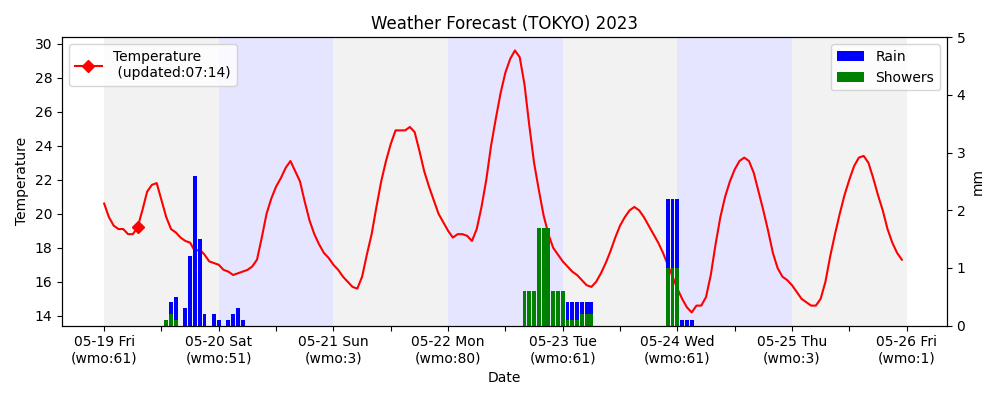 Weather Forecast (TOKYO) 2023
Temperature
(updated:07:14)
Rain
Showers
30
28
26
24
22
20
18
16
14
Temperature
5
4
3
2
1
0
mm
05-19 Fri
(wmo:61)
05-20 Sat
(wmo:51)
05-21 Sun
(wmo:3)
05-22 Mon
(wmo:80)
05-23 Tue
(wmo:61)
05-24 Wed
(wmo:61)
05-25 Thu
(wmo:3)
05-26 Fri
(wmo:1)
Date